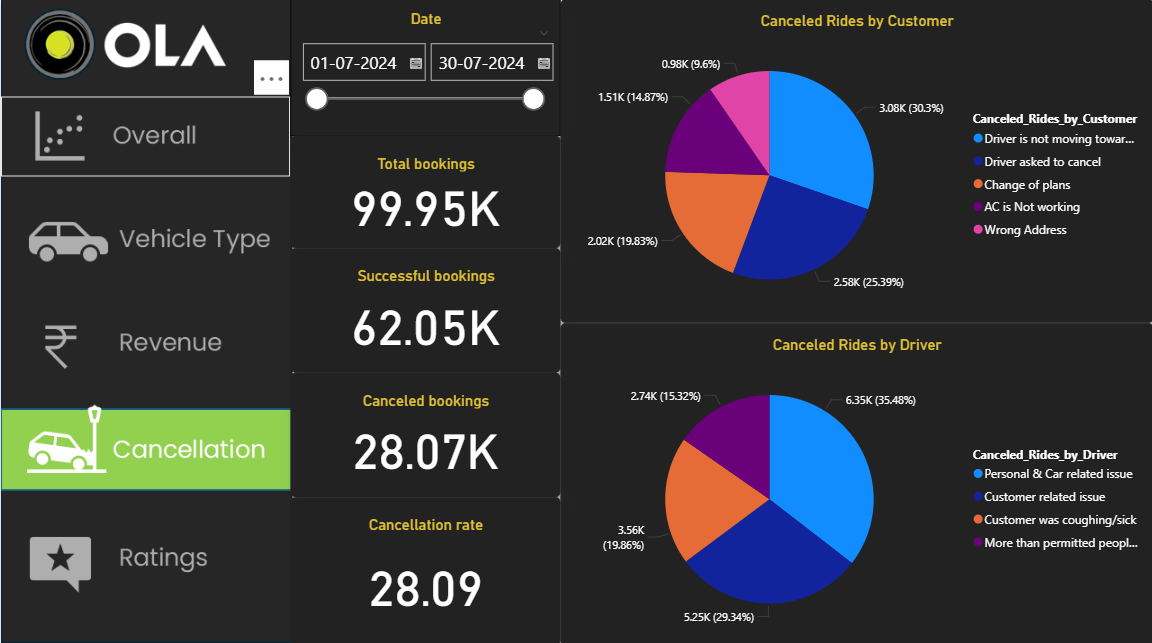 OLA
...
Overall
Vehicle Type
Revenue
Cancellation
Ratings
Date
01-07-2024
30-07-2024
Total bookings
99.95K
Successful bookings
62.05K
Canceled bookings
28.07K
Cancellation rate
28.09
Canceled Rides by Customer
0.98K (9.6%)
1.51K (14.87%)
3.08K (30.3%)
2.02K (19.83%)
2.58K (25.39%)
Canceled_Rides_by_Customer
Driver is not moving towar...
Driver asked to cancel
Change of plans
AC is Not working
Wrong Address
Canceled Rides by Driver
2.74K (15.32%)
6.35K (35.48%)
3.56K
(19.86%)
5.25K (29.34%)
Canceled_Rides_by_Driver
Personal & Car related issue
Customer related issue
Customer was coughing/sick
More than permitted peopl...